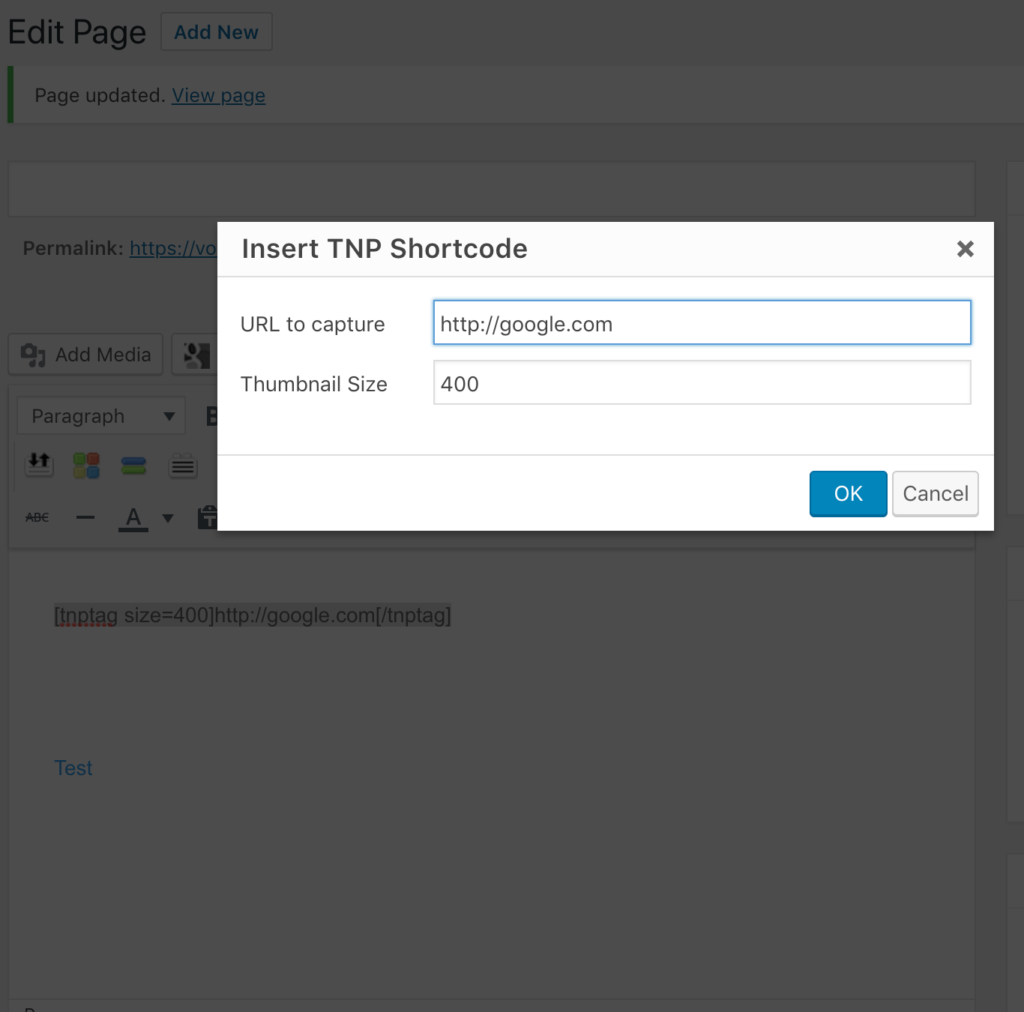 Edit Page Add New
Page updated. View page
Permalink: https://vo
Insert TNP Shortcode
URL to capture http://google.com
Thumbnail Size 400
OK Cancel
Add Media
Paragraph B
ABC A T
[tnptag size=400]http://google.com[/tnptag]
Test